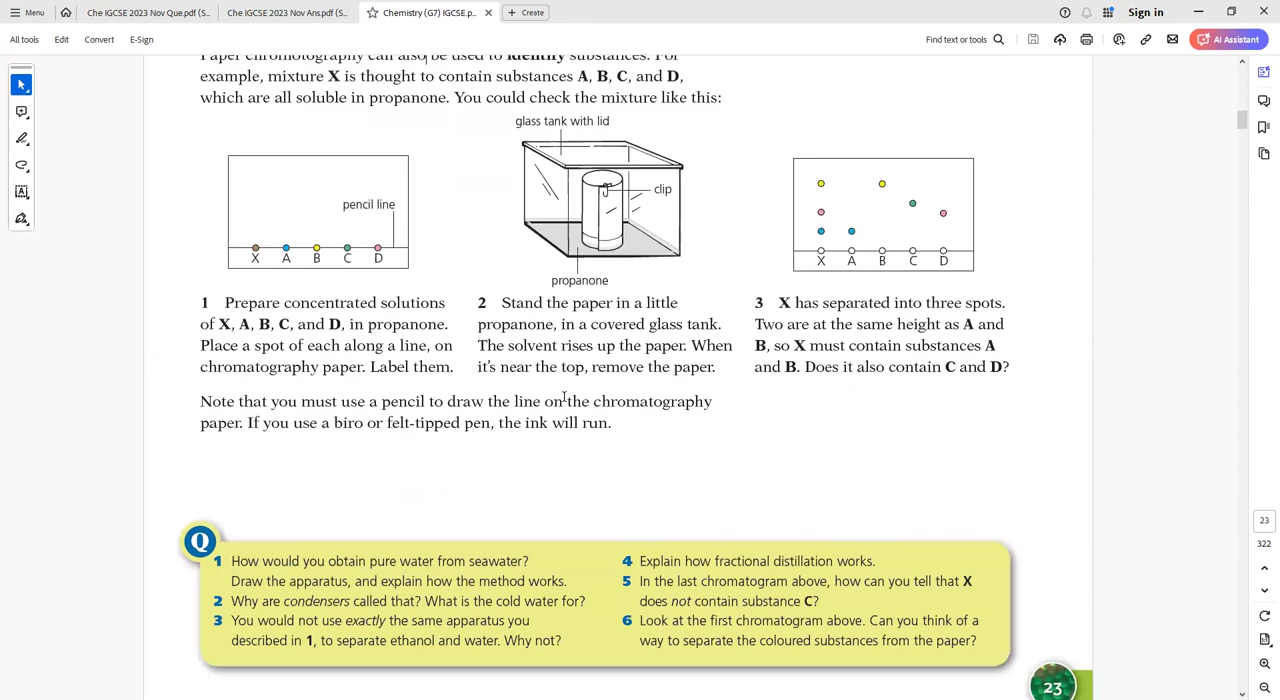 Menu
Che IGCSE 2023 Nov Que.pdf (S...
Che IGCSE 2023 Nov Ans.pdf (S...
Chemistry (G7) IGCSE.p...
Create
Sign in
All tools
Edit
Convert
E-Sign
Find text or tools
AI Assistant
Paper chromotography can also be used to identify substances. For
example, mixture X is thought to contain substances A, B, C, and D,
which are all soluble in propanone. You could check the mixture like this:
glass tank with lid
clip
propanone
pencil line
X A B C D
X A B C D
1 Prepare concentrated solutions
of X, A, B, C, and D, in propanone.
Place a spot of each along a line, on
chromatography paper. Label them.
2 Stand the paper in a little
propanone, in a covered glass tank.
The solvent rises up the paper. When
it's near the top, remove the paper.
3 X has separated into three spots.
Two are at the same height as A and
B, so X must contain substances A
and B. Does it also contain C and D?
Note that you must use a pencil to draw the line on the chromatography
paper. If you use a biro or felt-tipped pen, the ink will run.
Q
1 How would you obtain pure water from seawater?
Draw the apparatus, and explain how the method works.
2 Why are condensers called that? What is the cold water for?
3 You would not use exactly the same apparatus you
described in 1, to separate ethanol and water. Why not?
4 Explain how fractional distillation works.
5 In the last chromatogram above, how can you tell that X
does not contain substance C?
6 Look at the first chromatogram above. Can you think of a
way to separate the coloured substances from the paper?
23
23
322